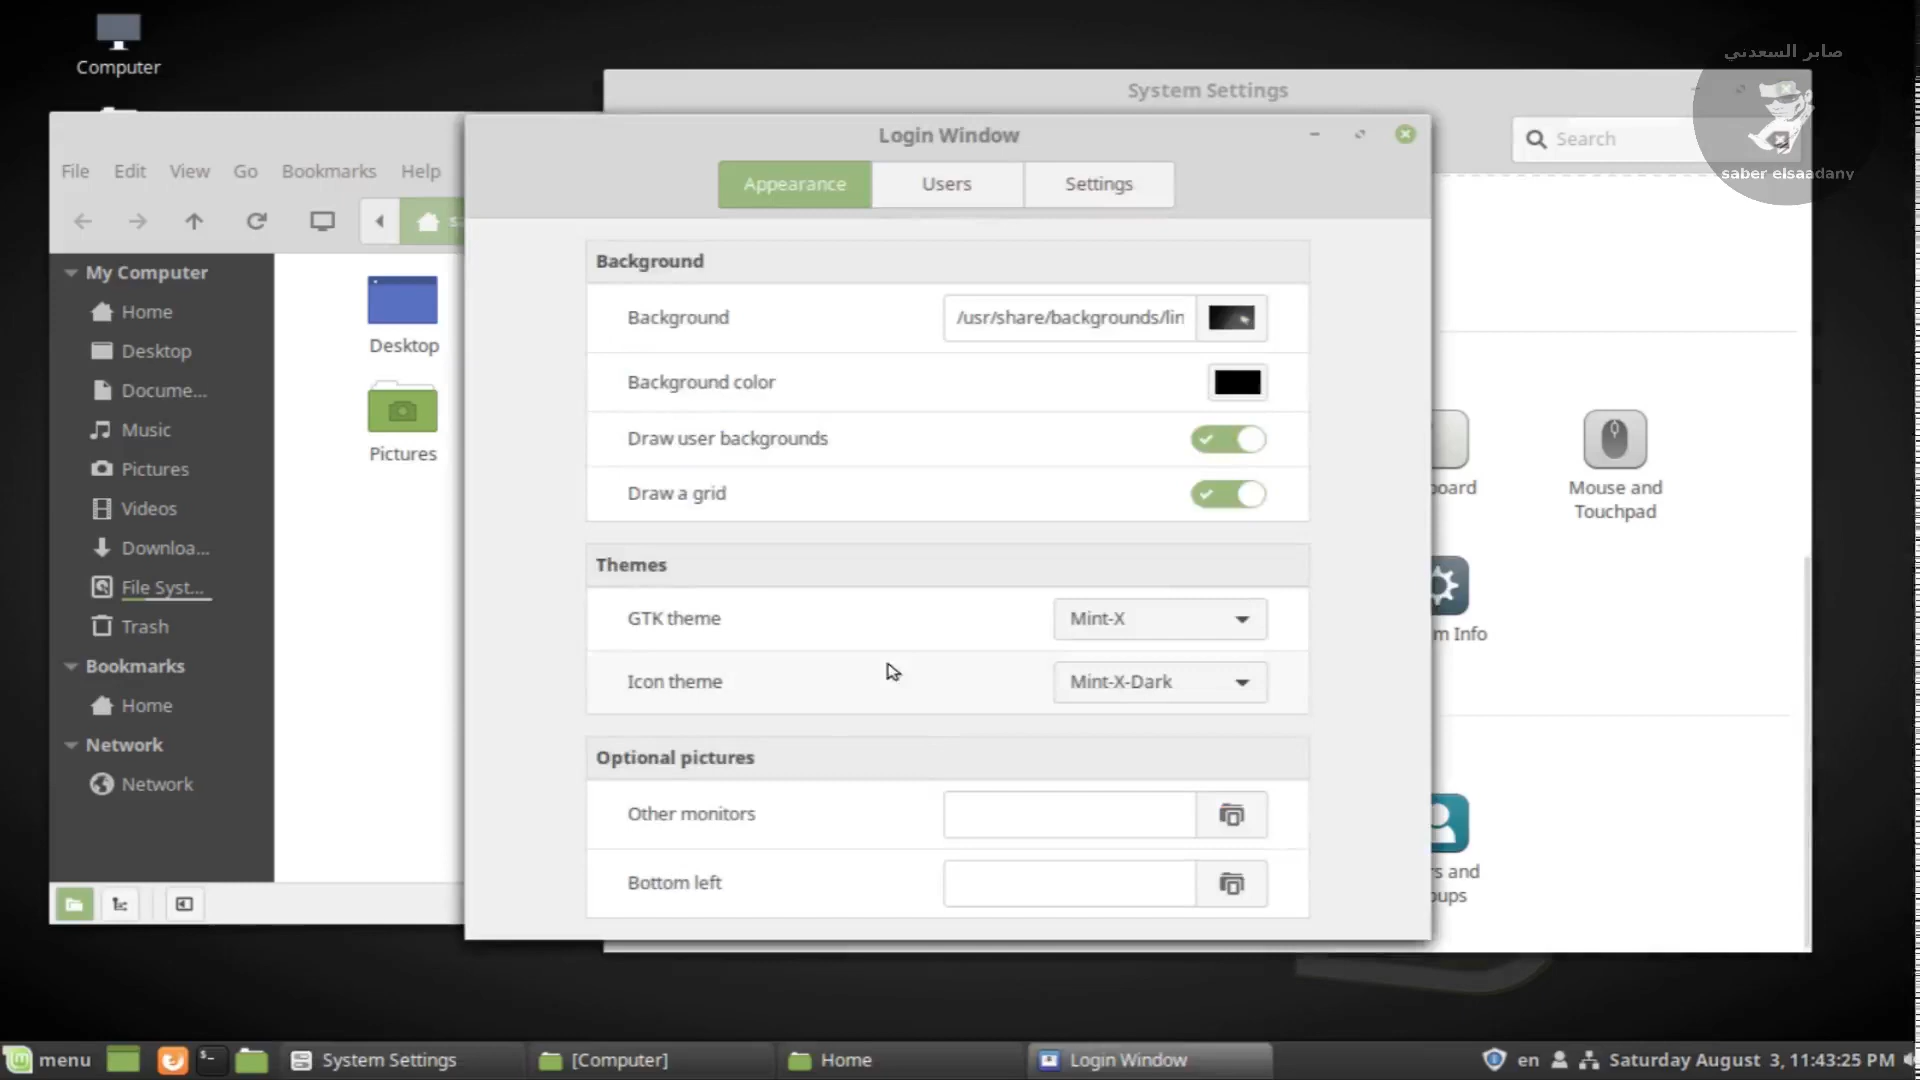 Computer
صابر السعدني
saber elsaadany
System Settings
Search
File Edit View Go Bookmarks Help
My Computer
Home
Desktop
Docume...
Music
Pictures
Videos
Downloa...
File Syst...
Trash
Bookmarks
Home
Network
Network
Desktop
Pictures
Login Window
Appearance Users Settings
Background
Background /usr/share/backgrounds/lin
Background color
Draw user backgrounds
Draw a grid
Themes
GTK theme Mint-X
Icon theme Mint-X-Dark
Optional pictures
Other monitors
Bottom left
oard
Mouse and
Touchpad
m Info
s and
oups
menu System Settings [Computer] Home Login Window en Saturday August 3, 11:43:25 PM